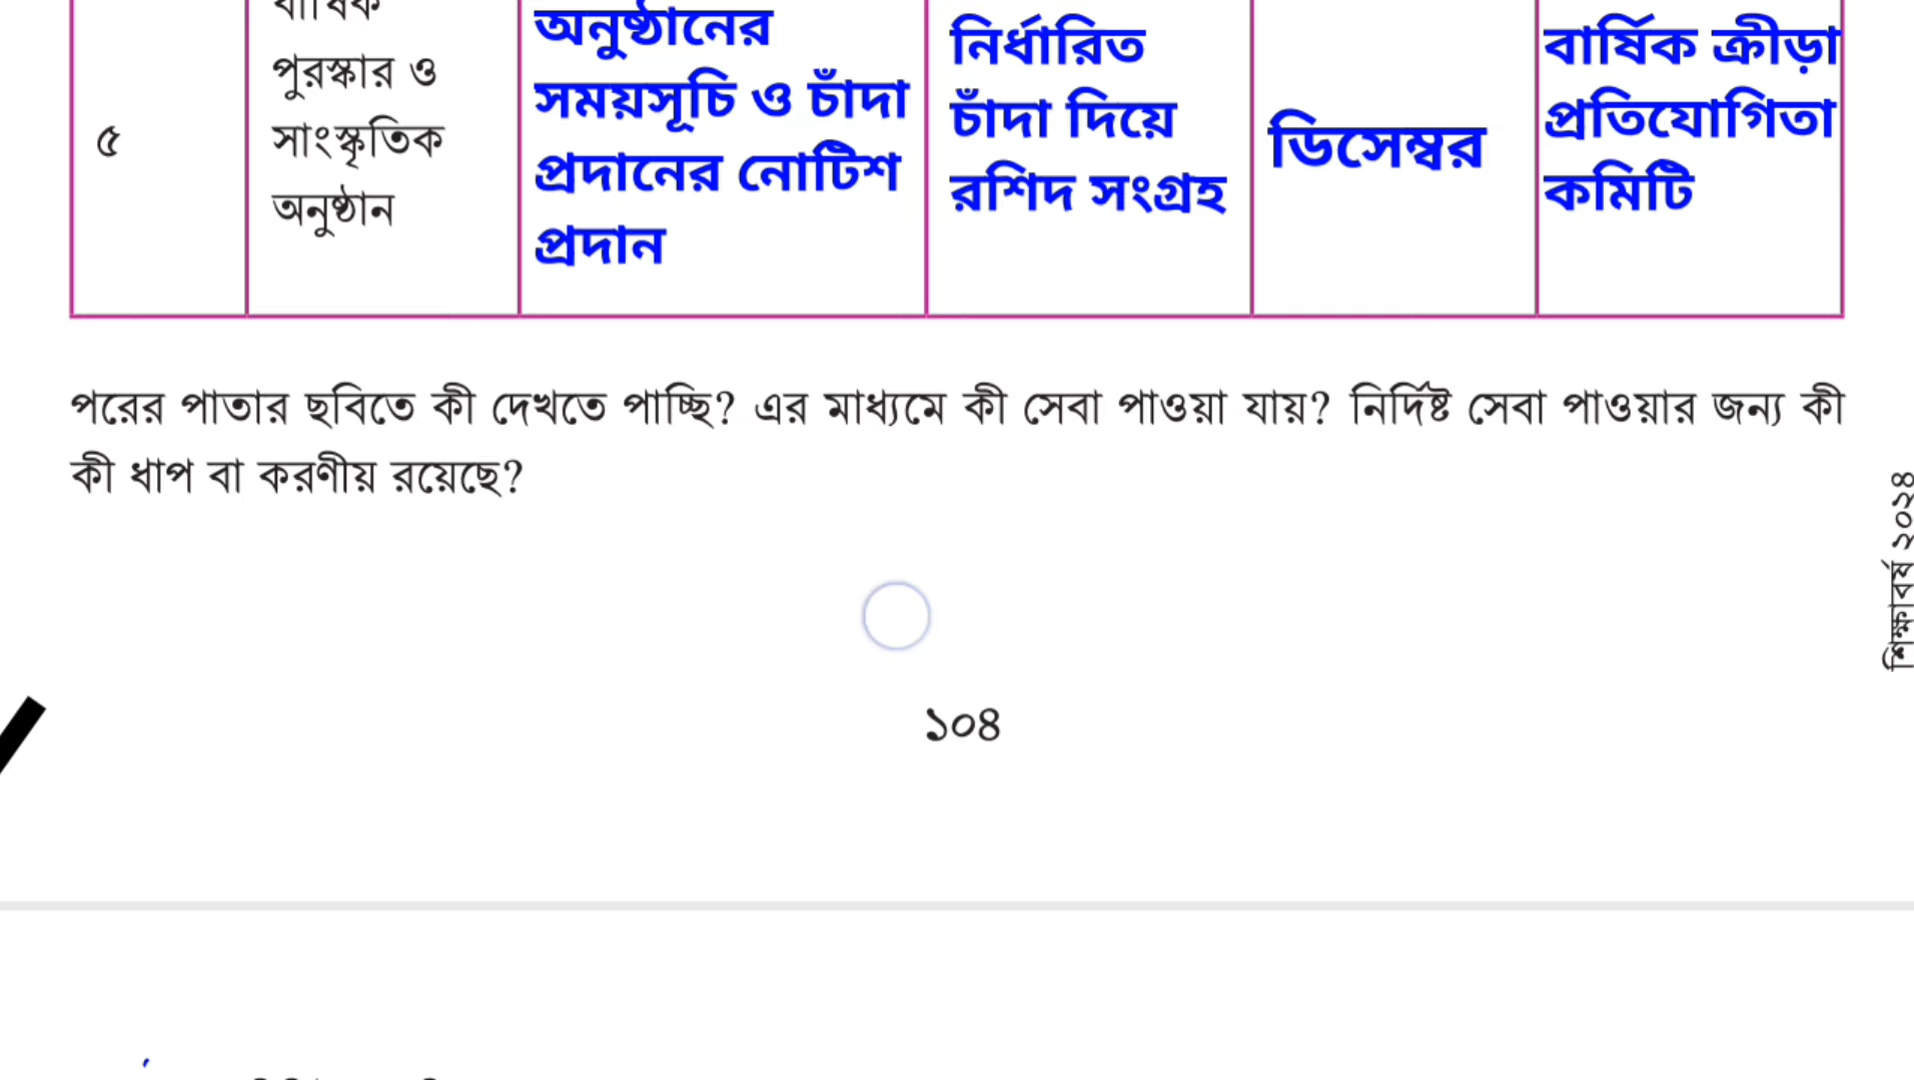 ৫
বার্ষিক
পুরস্কার ও
সাংস্কৃতিক
অনুষ্ঠান
অনুষ্ঠানের
সময়সূচি ও চাঁদা
প্রদানের নোটিশ
প্রদান
নির্ধারিত
চাঁদা দিয়ে
রশিদ সংগ্রহ
ডিসেম্বর
বার্ষিক ক্রীড়া
প্রতিযোগিতা
কমিটি
পরের পাতার ছবিতে কী দেখতে পাচ্ছি? এর মাধ্যমে কী সেবা পাওয়া যায়? নির্দিষ্ট সেবা পাওয়ার জন্য কী
কী ধাপ বা করণীয় রয়েছে?
শিক্ষাবর্ষ ২০২৪
১০৪